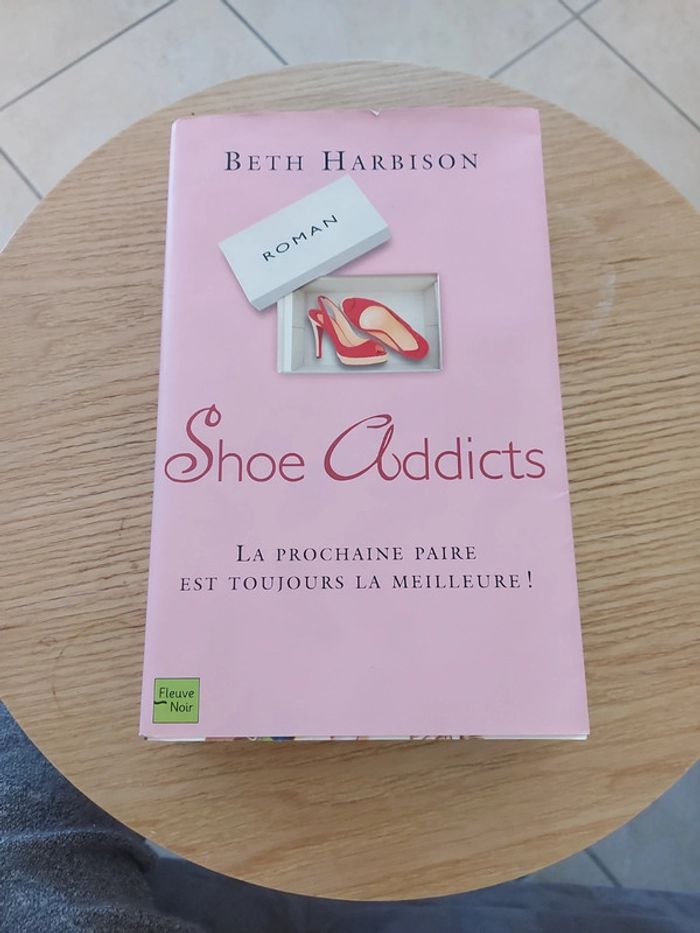 BETH HARBISON
ROMAN
Shoe Addicts
LA PROCHAINE PAIRE
EST TOUJOURS LA MEILLEURE !
Fleuve
Noir